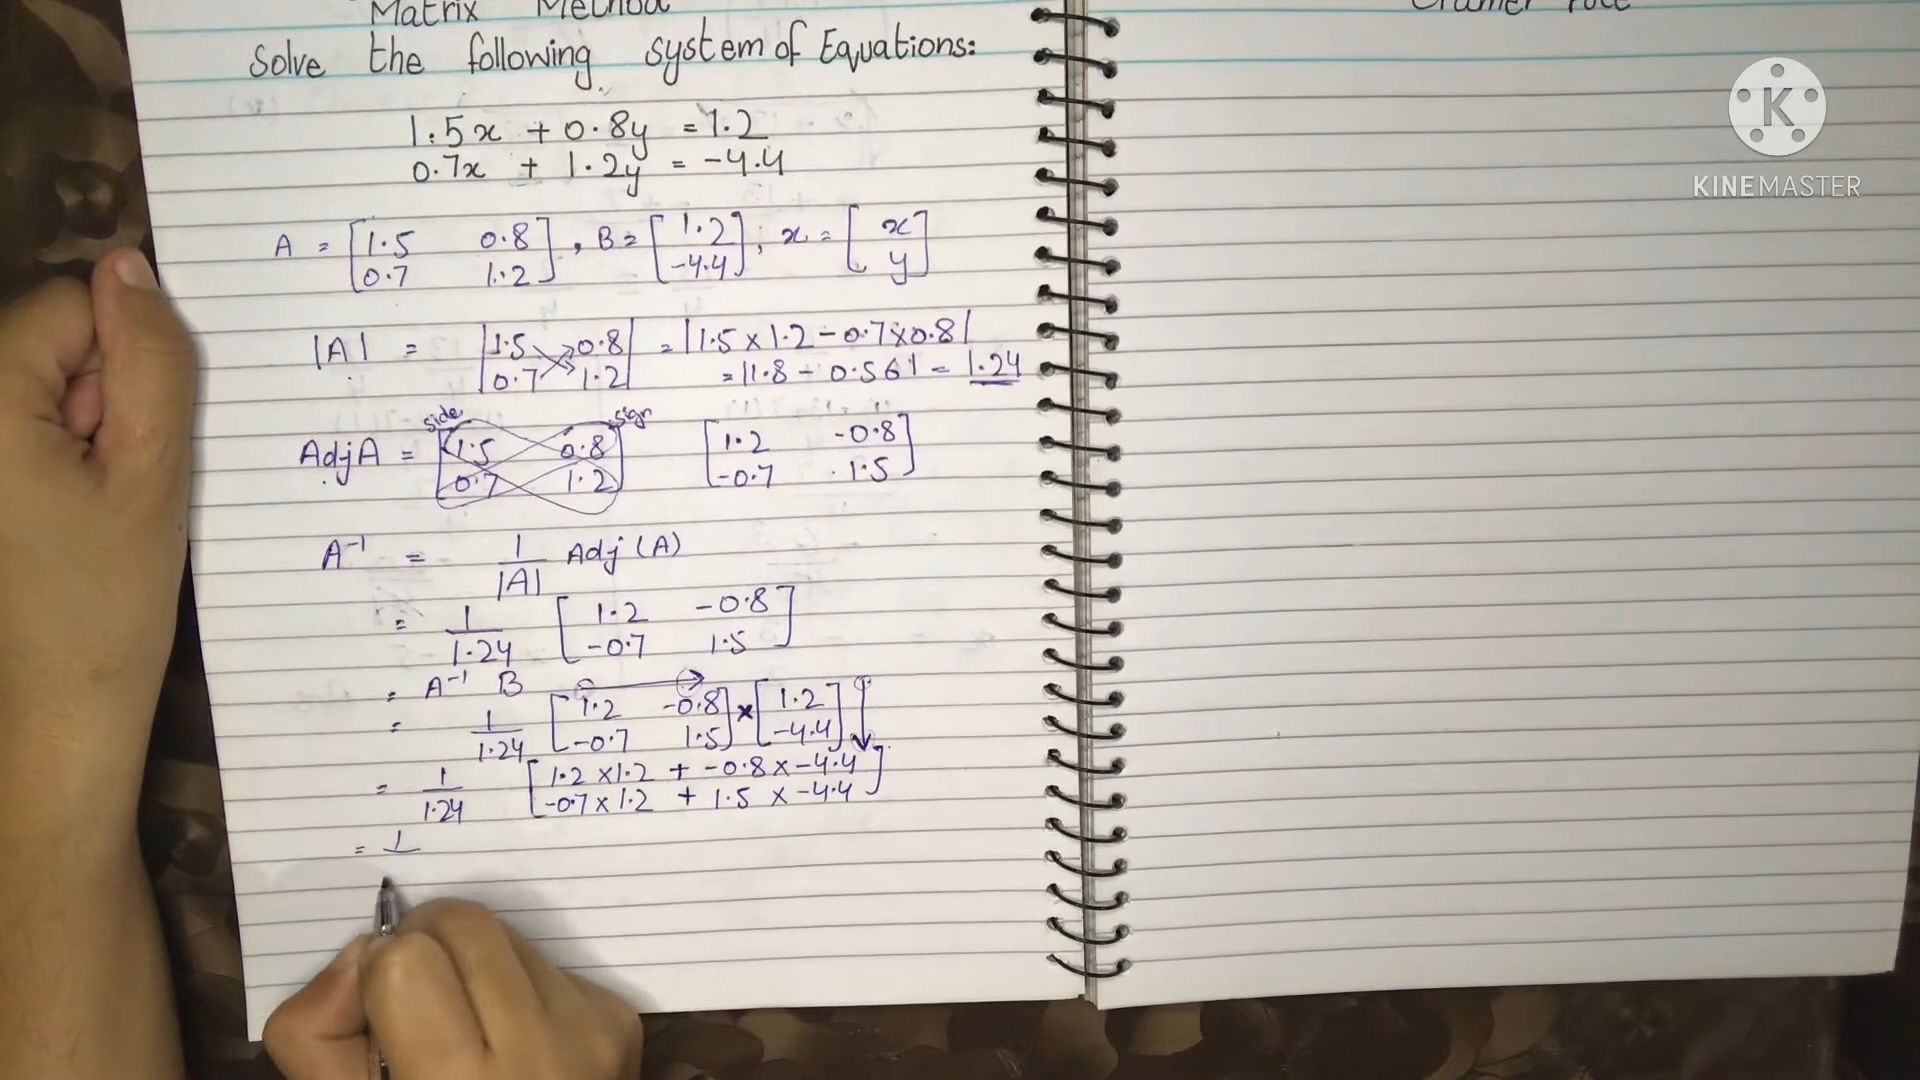 Matrix Method
Solve the following system of Equations:
1.5x + 0.8y = 1.2
0.7x + 1.2y = -4.4
A = [1.5 0.8 , B = [1.2 ; x = [x
0.7 1.2] -4.4] y]
|A| = |1.5 0.8| = |1.5 x 1.2 - 0.7 x 0.8|
|0.7 1.2| = |1.8 - 0.56| = 1.24
side sign
AdjA = [1.5 0.8 [1.2 -0.8
0.7 1.2] -0.7 1.5]
A⁻¹ = 1/|A| Adj (A)
= 1/1.24 [1.2 -0.8
-0.7 1.5]
= A⁻¹ B
= 1/1.24 [1.2 -0.8 x [1.2
-0.7 1.5] -4.4]
= 1/1.24 [1.2 x 1.2 + -0.8 x -4.4
-0.7 x 1.2 + 1.5 x -4.4]
= 1
K
KINEMASTER